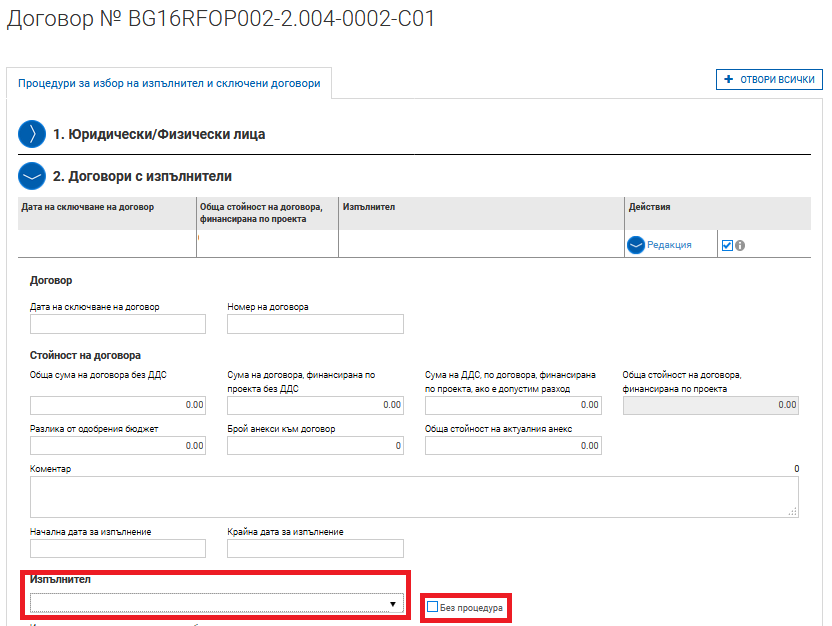 Договор № BG16RFOP002-2.004-0002-C01
Процедури за избор на изпълнител и сключени договори
+ ОТВОРИ ВСИЧКИ
1. Юридически/Физически лица
2. Договори с изпълнители
Дата на сключване на договор
Обща стойност на договора,
финансирана по проекта
Изпълнител
Действия
Редакция
Договор
Дата на сключване на договор
Номер на договора
Стойност на договора
Обща сума на договора без ДДС
Сума на договора, финансирана по
проекта без ДДС
Сума на ДДС, по договора, финансирана
по проекта, ако е допустим разход
Обща стойност на договора,
финансирана по проекта
0.00
0.00
0.00
0.00
Разлика от одобрения бюджет
Брой анекси към договор
Обща стойност на актуалния анекс
0.00
0
0.00
Коментар
0
Начална дата за изпълнение
Крайна дата за изпълнение
Изпълнител
Без процедура